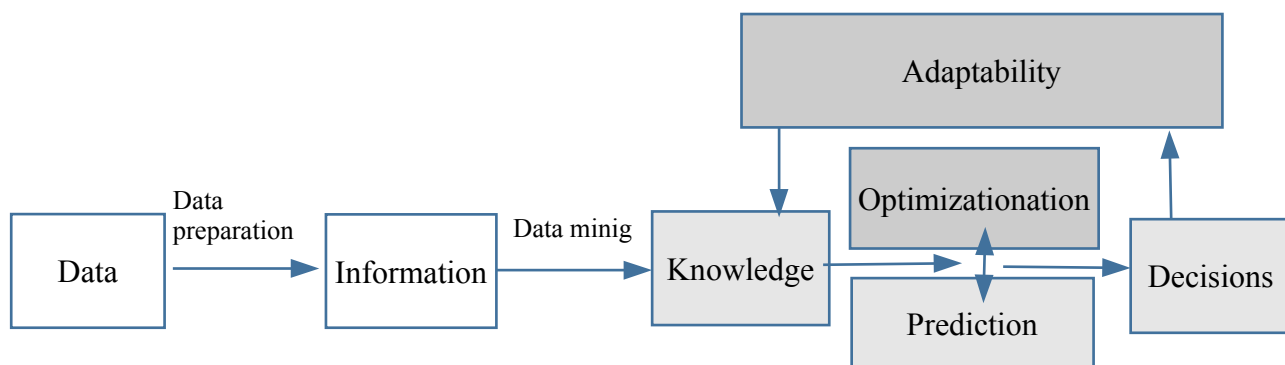 Adaptability
Optimizationation
Data
preparation
Data minig
Data
Information
Knowledge
Prediction
Decisions